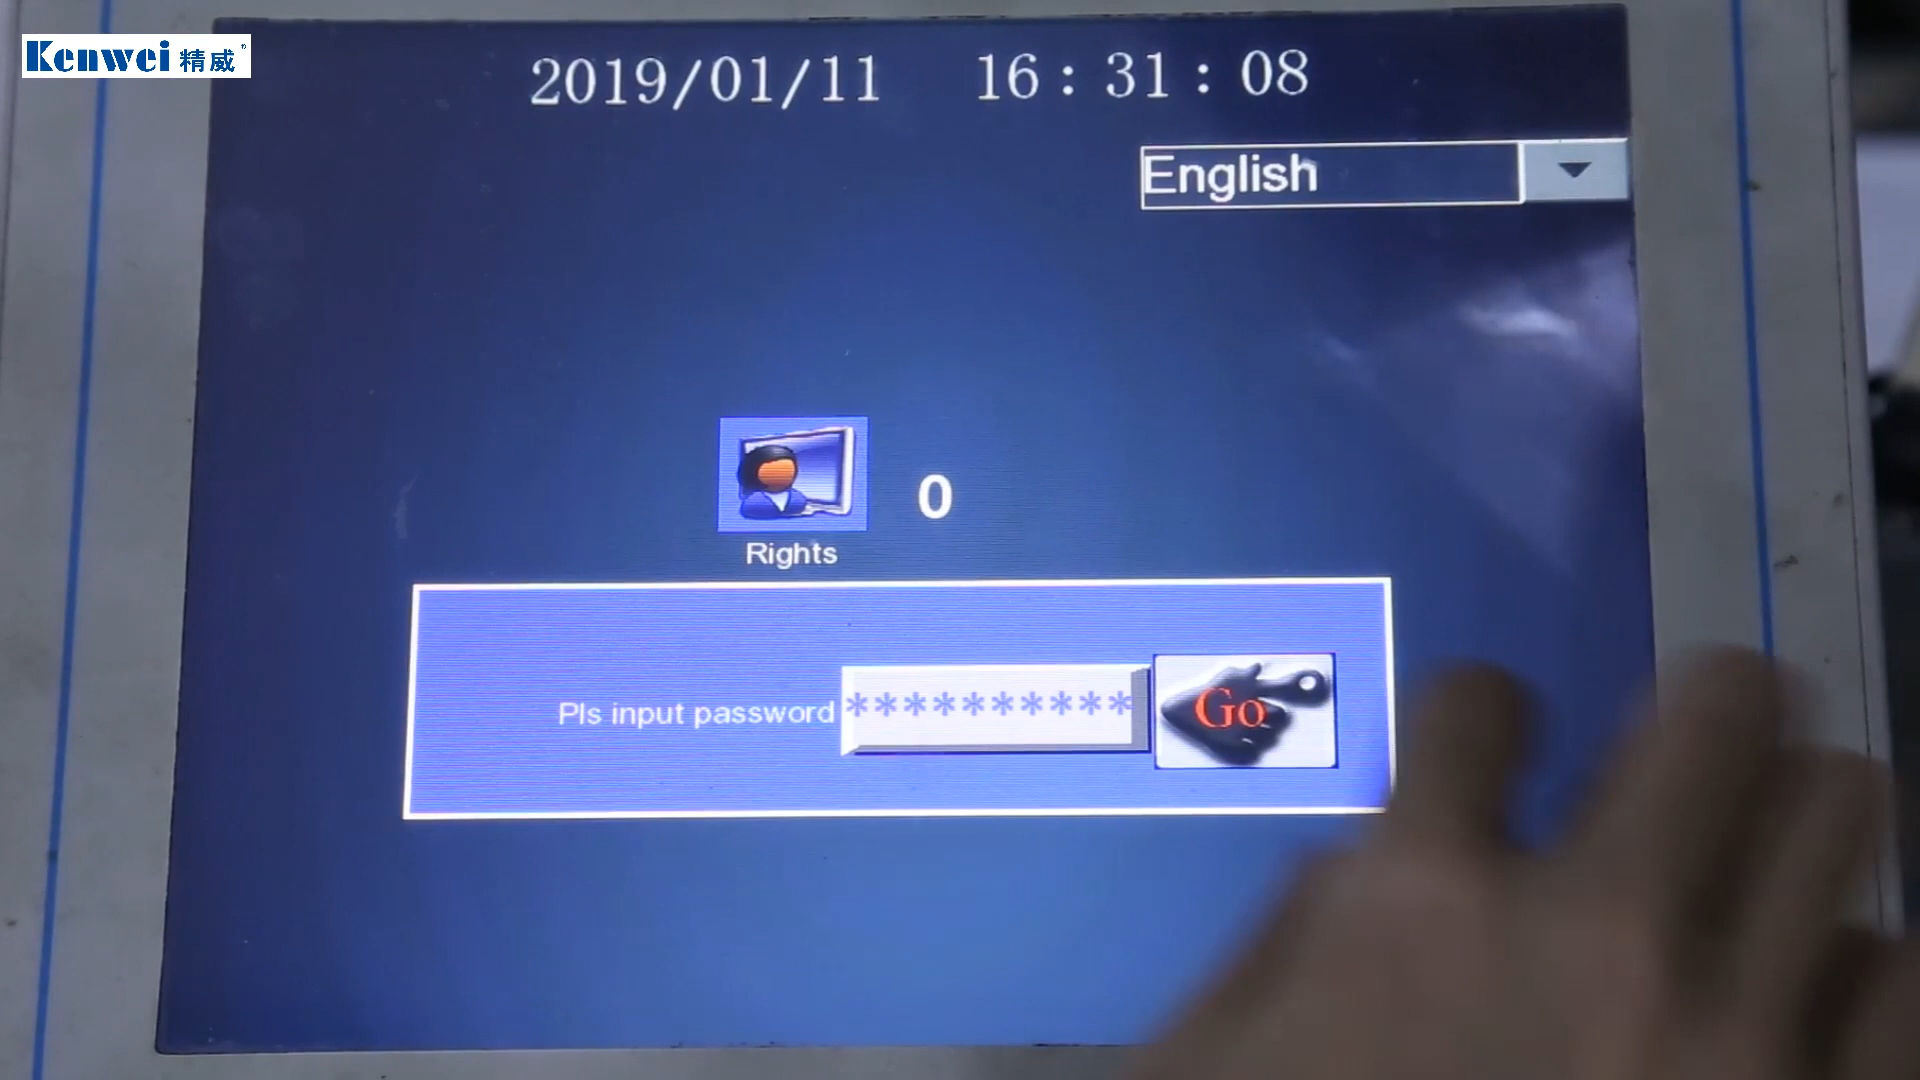 Kenwei 精威®
2019/01/11 16:31:08
English
0
Rights
Pls input password ********** Go